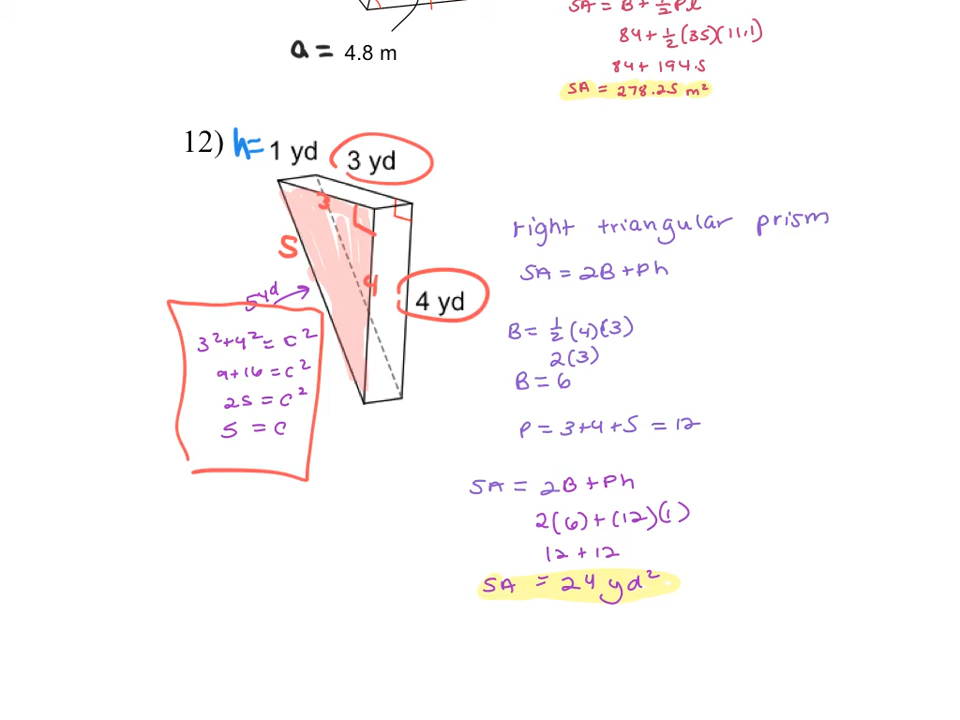 SA = B + 1/2 Pl
84 + 1/2 (35)(11.1)
a = 4.8 m
84 + 194.5
SA = 278.25 m²
12) h= 1 yd 3 yd
3
right triangular prism
5
SA = 2B + Ph
4
5yd
4 yd
3² + 4² = c²
9 + 16 = c²
25 = c²
5 = c
B = 1/2 (4)(3)
2(3)
B = 6
P = 3+4+5 = 12
SA = 2B + Ph
2(6) + (12)(1)
12 + 12
SA = 24 yd²